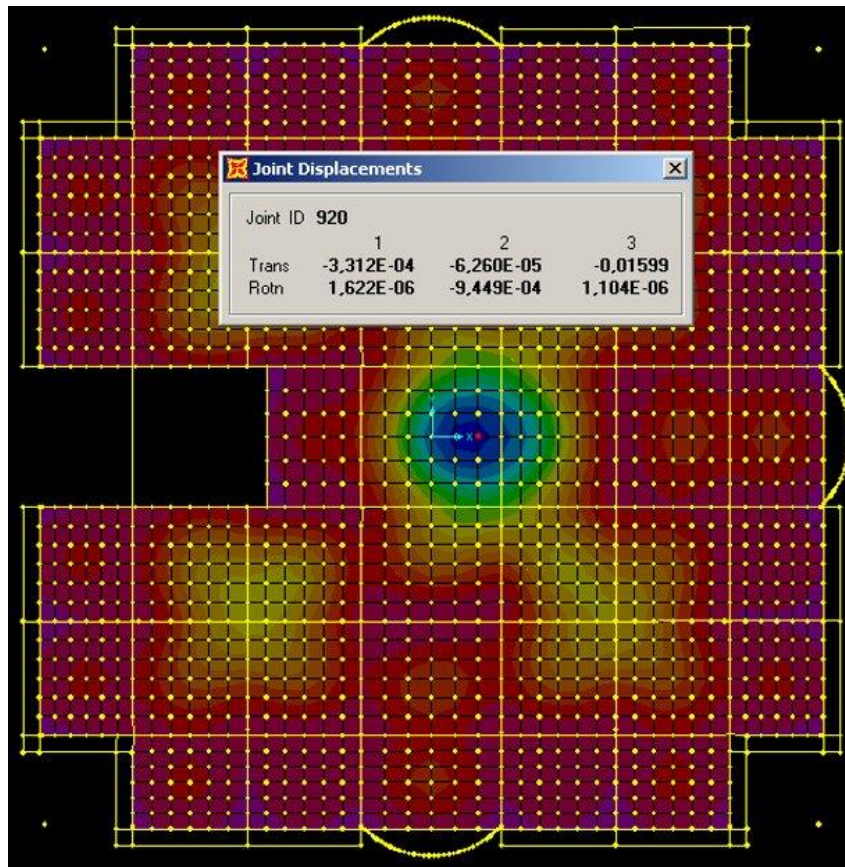 Joint Displacements
Joint ID 920
1 2 3
Trans -3,312E-04 -6,260E-05 -0,01599
Rotn 1,622E-06 -9,449E-04 1,104E-06
X